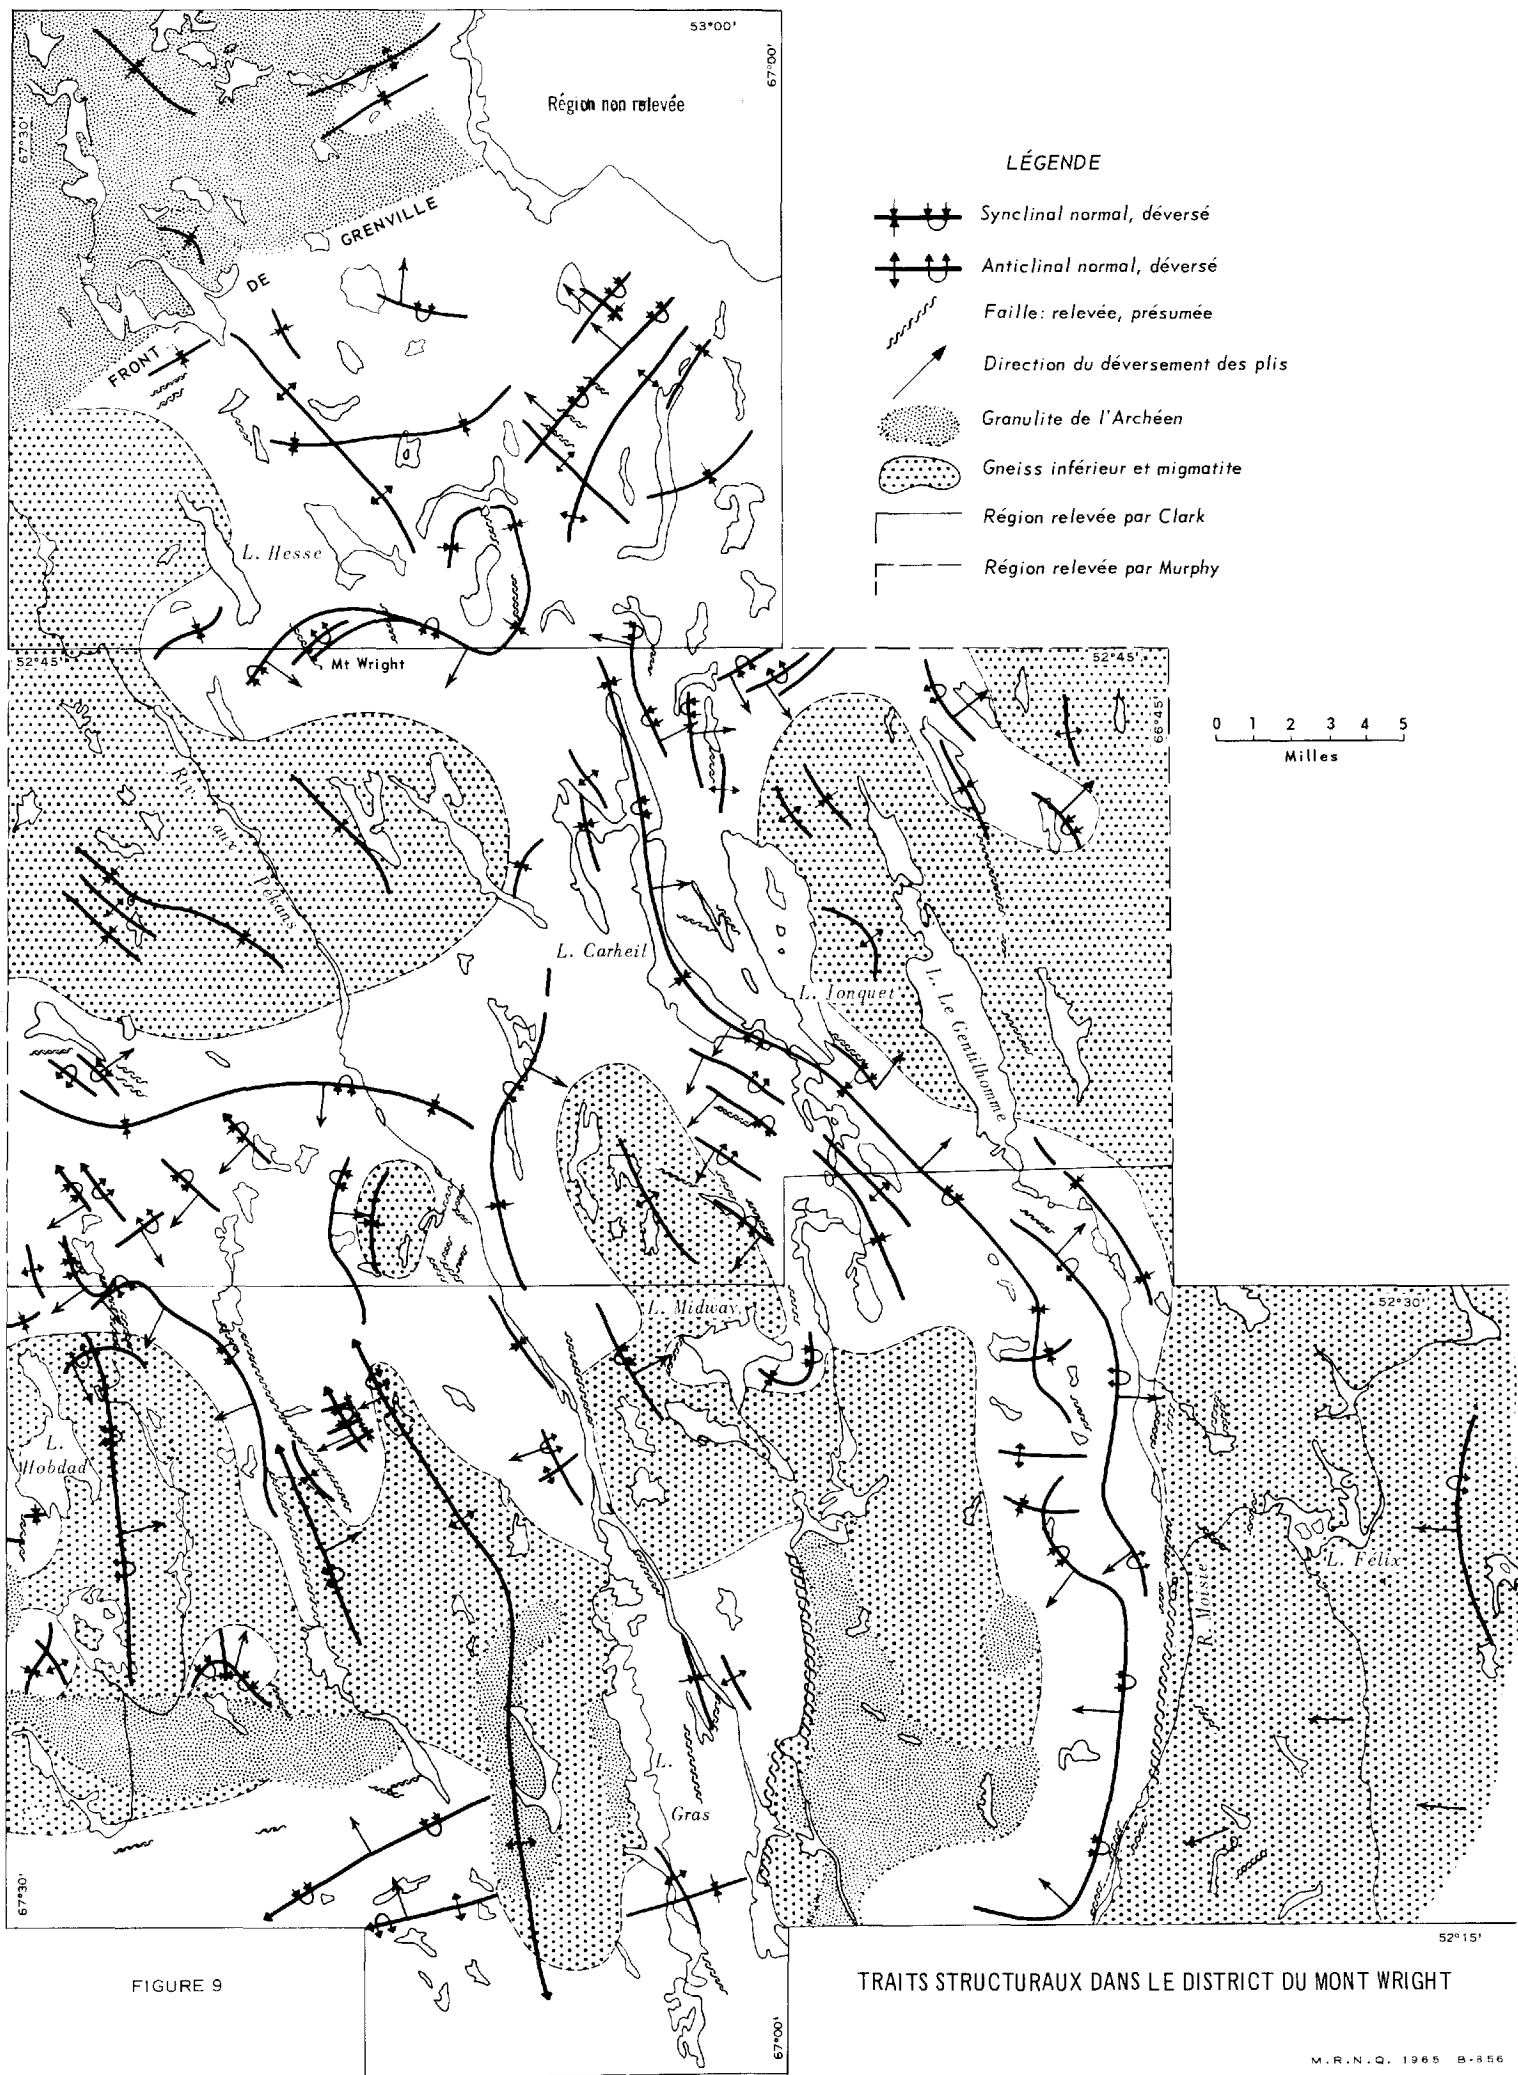 53°00'
67°00'
67°30'
Région non relevée
FRONT DE GRENVILLE
LÉGENDE
Synclinal normal, déversé
Anticlinal normal, déversé
Faille: relevée, présumée
Direction du déversement des plis
Granulite de l'Archéen
Gneiss inférieur et migmatite
Région relevée par Clark
Région relevée par Murphy
L. Hesse
52°45'
Mt Wright
52°45'
66°45'
0 1 2 3 4 5
Milles
Riv. aux Pékans
L. Carheil
L. Jonquet
L. Le Gentilhomme
L. Midway
52°30'
L.
Mobdad
L. Félix
R. Moisie
L.
Gras
67°30'
67°00'
52°15'
FIGURE 9
TRAITS STRUCTURAUX DANS LE DISTRICT DU MONT WRIGHT
M.R.N.Q. 1965 B-856